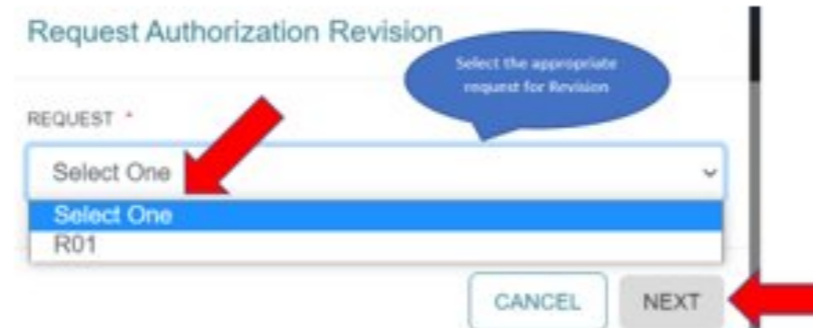 Request Authorization Revision
Select the appropriate
request for Revision
REQUEST *
Select One
Select One
R01
CANCEL
NEXT